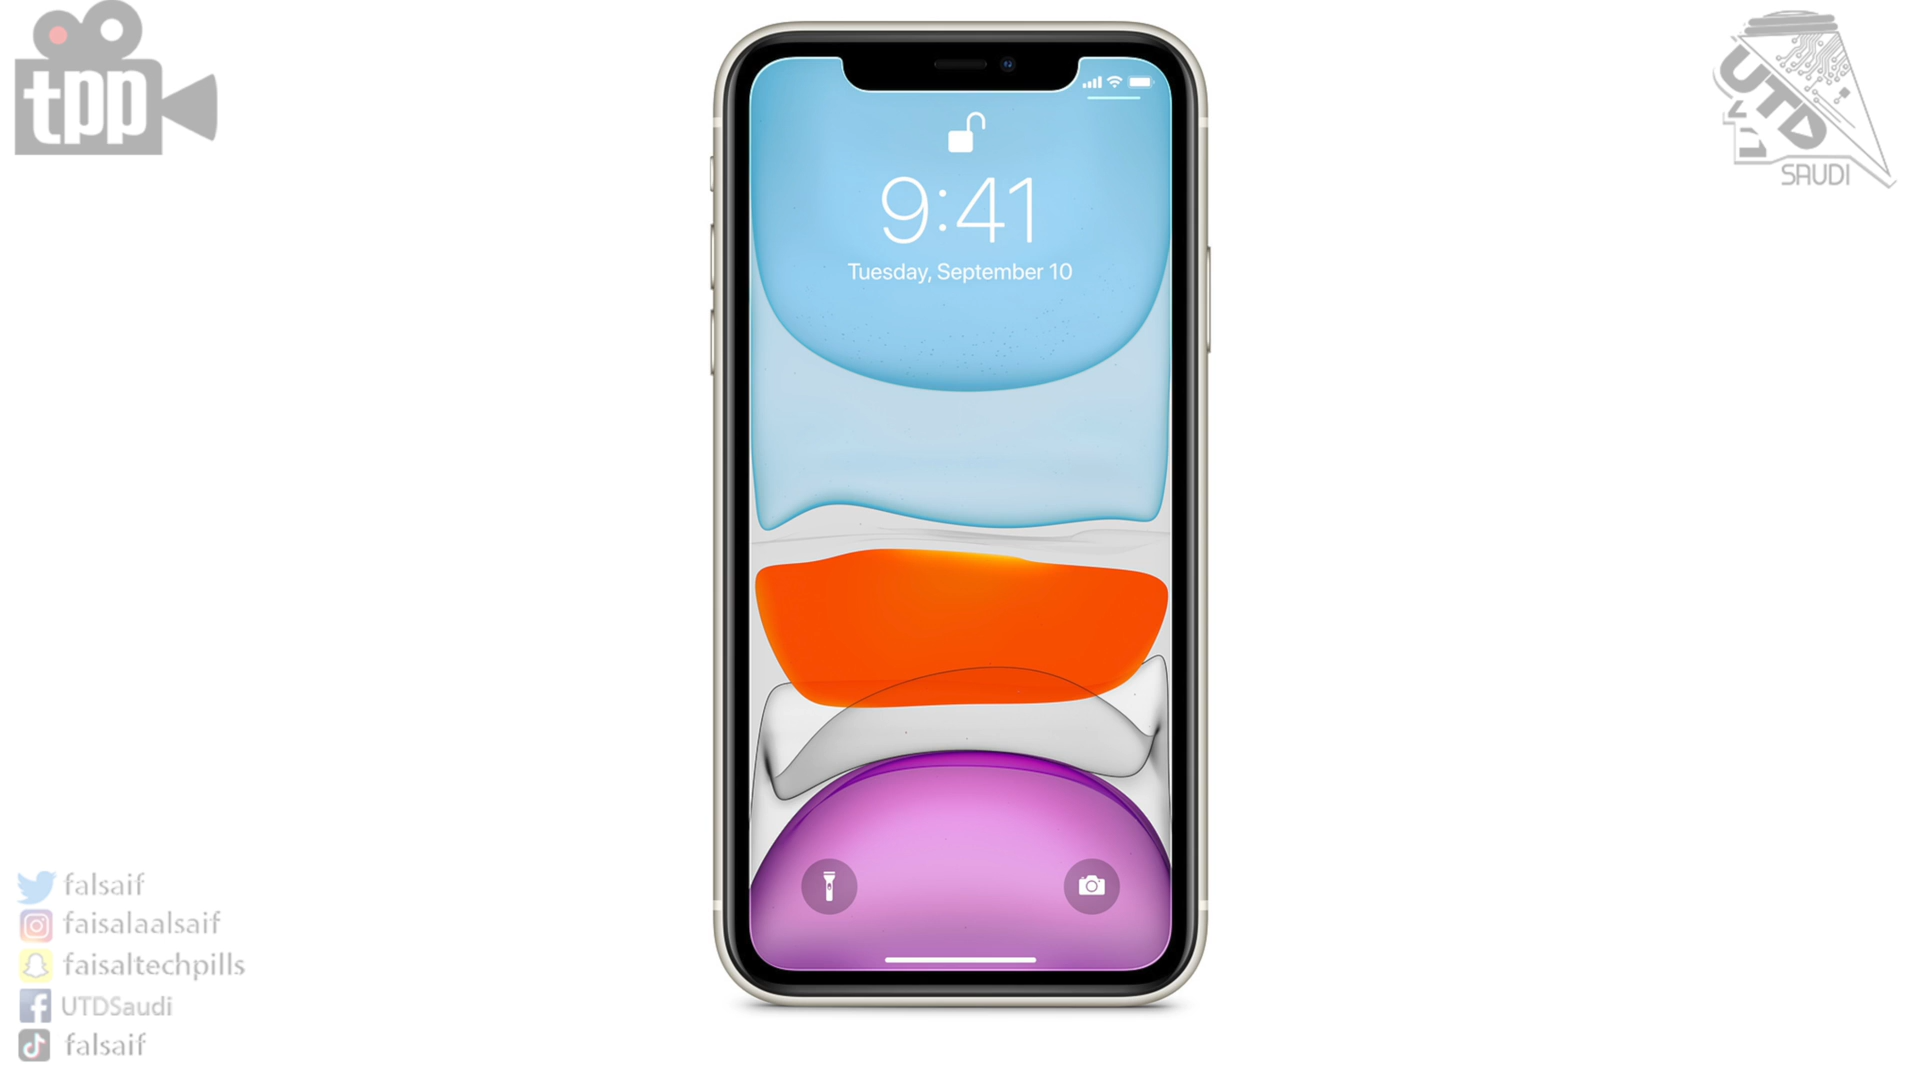 tpp
UTD
SAUDI
9:41
Tuesday, September 10
falsaif
faisalaalsaif
faisaltechpills
UTDSaudi
falsaif